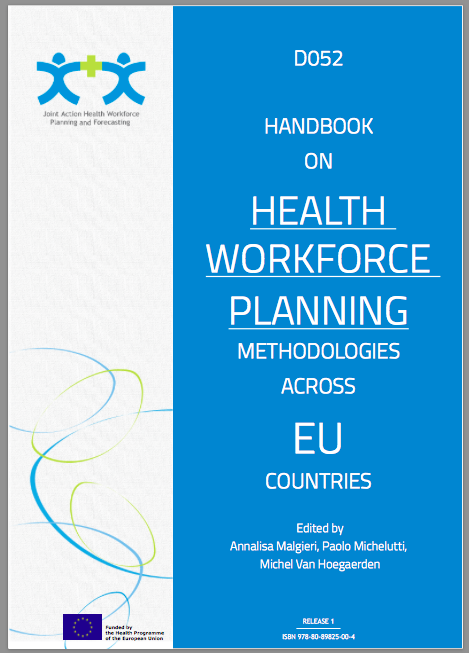 Joint Action Health Workforce
Planning and Forecasting
D052
HANDBOOK
ON
HEALTH
WORKFORCE
PLANNING
METHODOLOGIES
ACROSS
EU
COUNTRIES
Edited by
Annalisa Malgieri, Paolo Michelutti,
Michel Van Hoegaerden
Funded by
the Health Programme
of the European Union
RELEASE 1
ISBN 978-80-89825-00-4